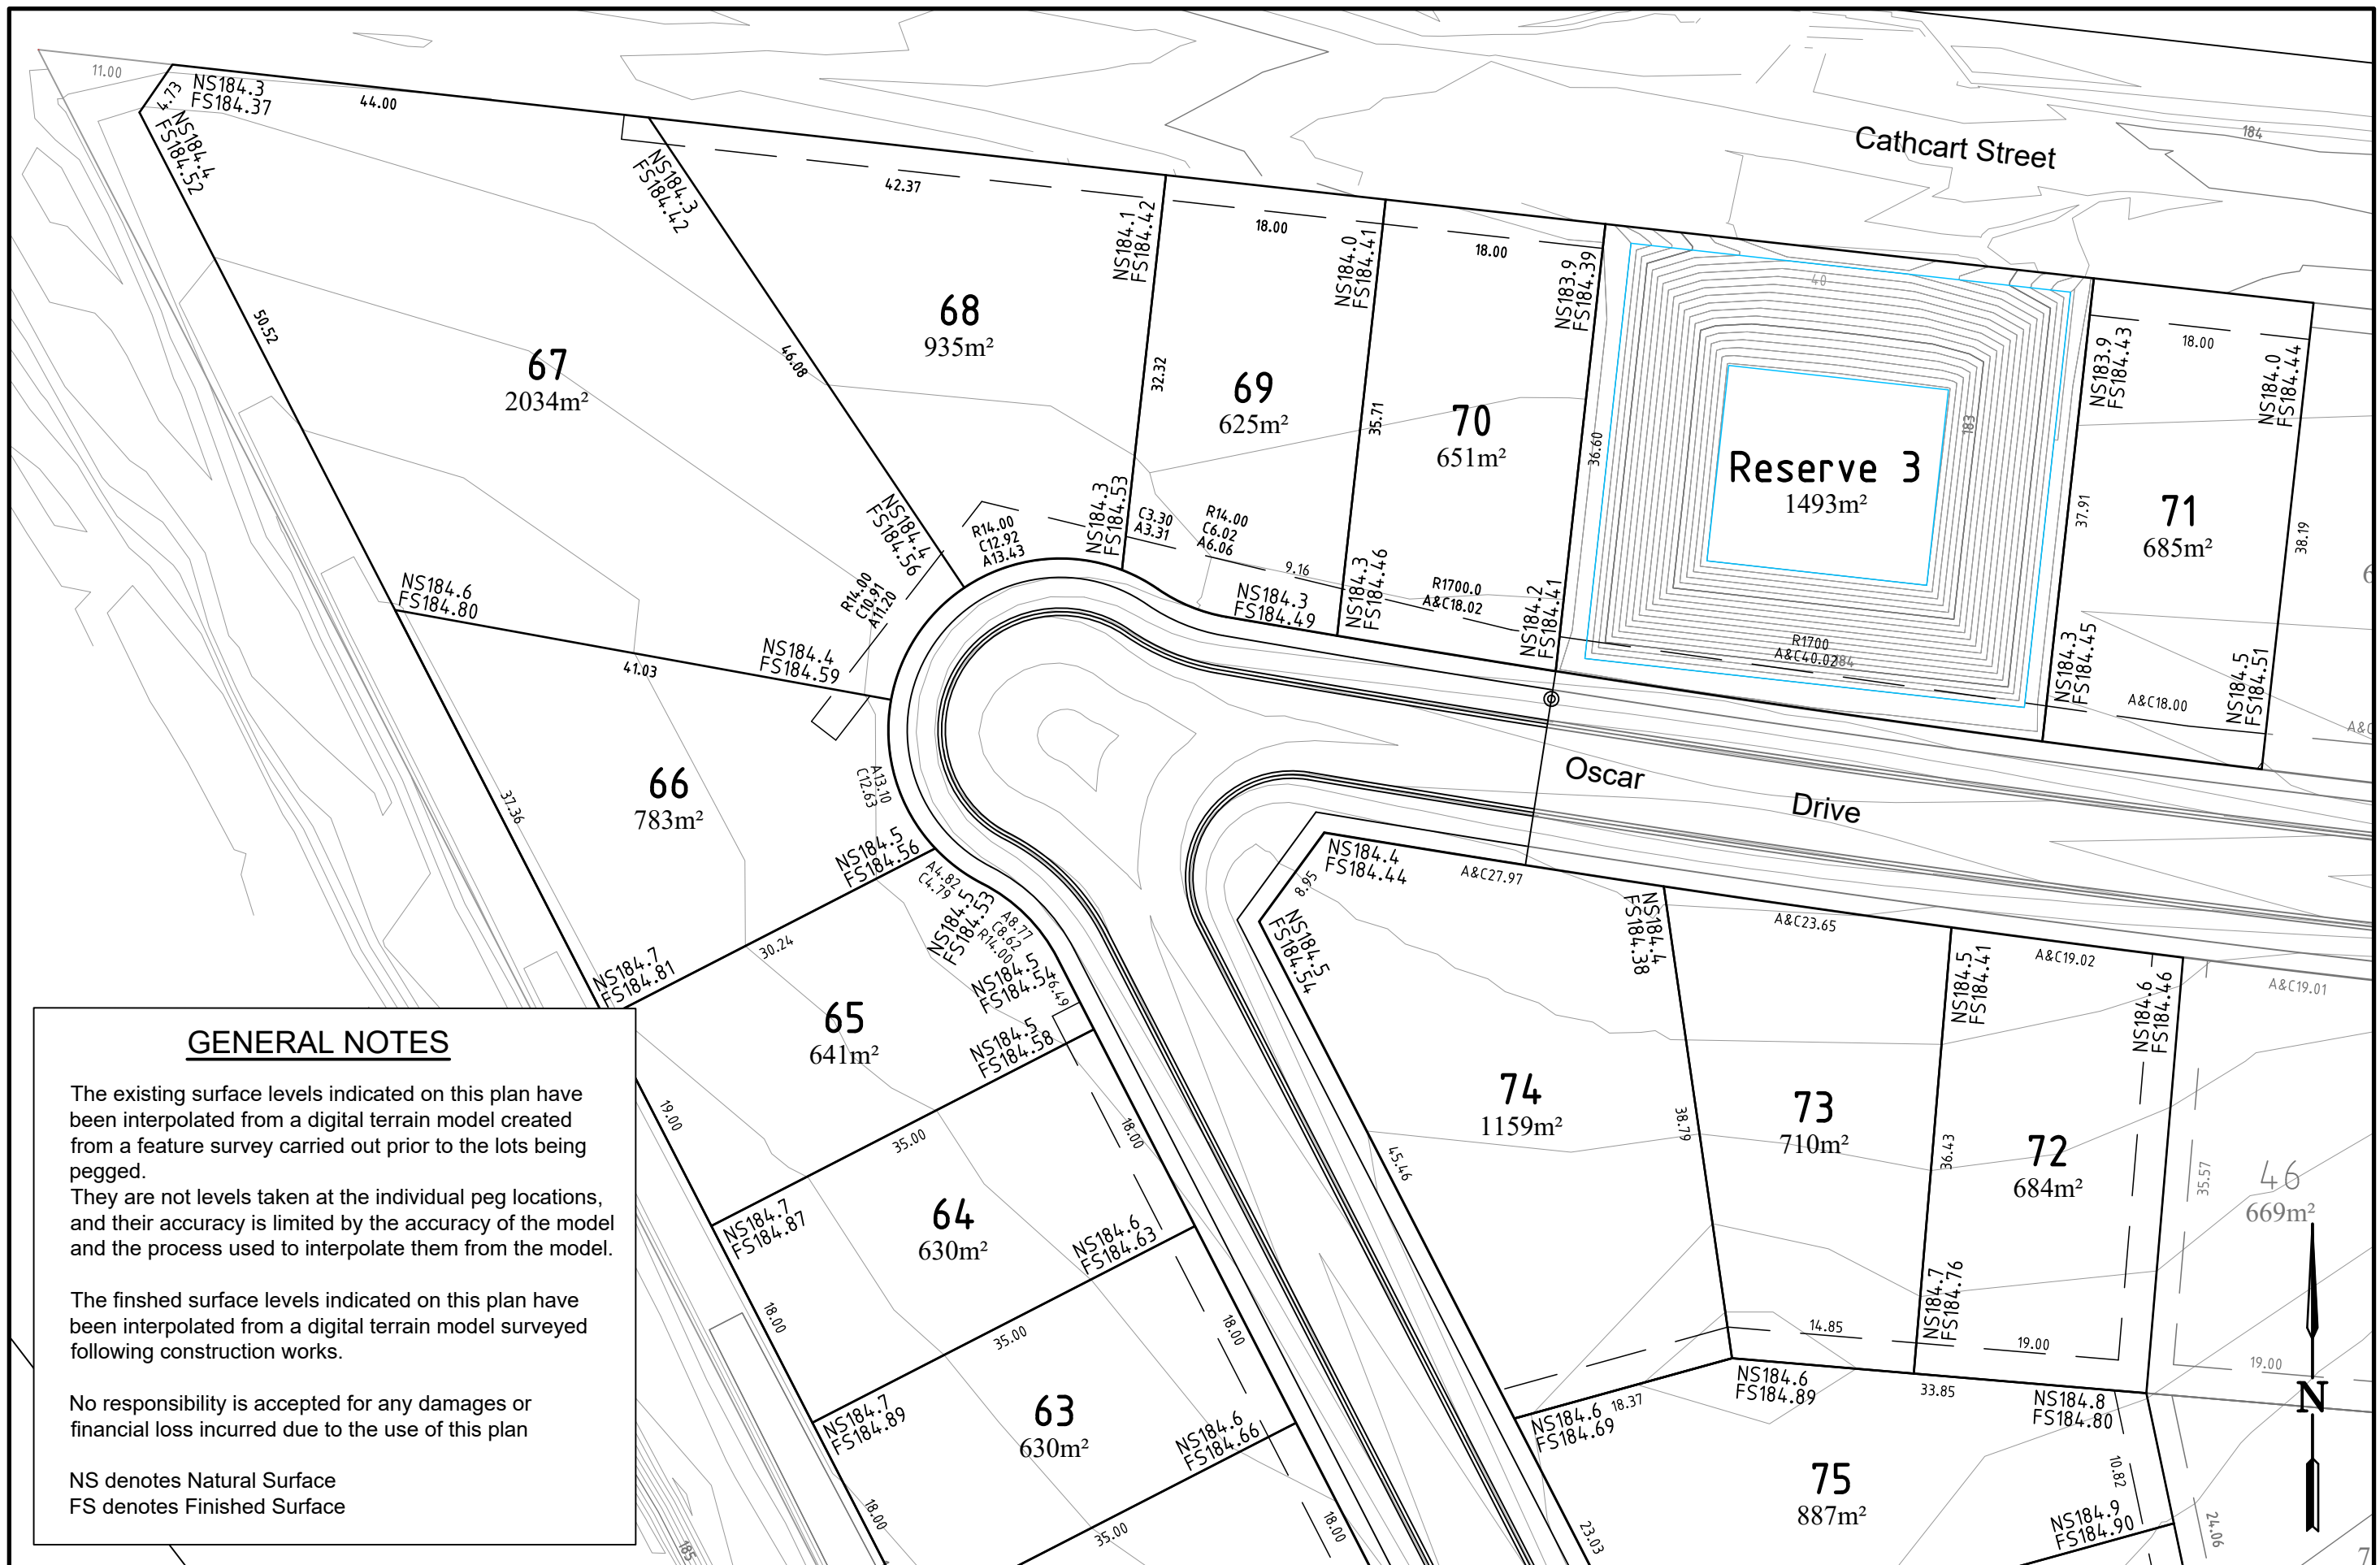 11.00
4.73
NS184.3
FS184.37
44.00
NS184.4
FS184.52
NS184.3
FS184.42
42.37
NS184.1
FS184.42
18.00
NS184.0
FS184.41
18.00
NS183.9
FS184.39
Cathcart Street
184
40
50.52
67
2034m²
46.08
68
935m²
32.32
69
625m²
35.71
70
651m²
36.60
Reserve 3
1493m²
183
NS183.9
FS184.43
18.00
NS184.0
FS184.44
37.91
71
685m²
38.19
NS184.4
FS184.56
R14.00
C12.92
A13.43
NS184.3
FS184.53
C3.30
A3.31
R14.00
C6.02
A6.06
9.16
NS184.3
FS184.49
NS184.3
FS184.46
R1700.0
A&C18.02
NS184.2
FS184.41
R1700
A&C40.02
184
NS184.3
FS184.45
A&C18.00
NS184.5
FS184.51
A&C
R14.00
C10.91
A11.20
NS184.6
FS184.80
NS184.4
FS184.59
41.03
37.36
66
783m²
A13.10
C12.63
NS184.5
FS184.56
A4.82
C4.79
NS184.5
FS184.53
A8.77
C8.62
R14.00
NS184.5
FS184.54
6.49
Oscar
Drive
NS184.4
FS184.44
8.95
A&C27.97
NS184.5
FS184.54
NS184.4
FS184.38
A&C23.65
NS184.5
FS184.41
A&C19.02
NS184.6
FS184.46
A&C19.01
NS184.7
FS184.81
30.24
65
641m²
NS184.5
FS184.58
19.00
35.00
18.00
NS184.7
FS184.87
64
630m²
NS184.6
FS184.63
18.00
35.00
18.00
NS184.7
FS184.89
63
630m²
NS184.6
FS184.66
18.00
35.00
18.00
185
74
1159m²
45.46
38.79
73
710m²
36.43
72
684m²
35.57
46
669m²
NS184.7
FS184.76
14.85
19.00
19.00
NS184.6
FS184.69
18.37
NS184.6
FS184.89
33.85
NS184.8
FS184.80
N
75
887m²
10.82
NS184.9
FS184.90
24.06
23.03
GENERAL NOTES
The existing surface levels indicated on this plan have
been interpolated from a digital terrain model created
from a feature survey carried out prior to the lots being
pegged.
They are not levels taken at the individual peg locations,
and their accuracy is limited by the accuracy of the model
and the process used to interpolate them from the model.
The finshed surface levels indicated on this plan have
been interpolated from a digital terrain model surveyed
following construction works.
No responsibility is accepted for any damages or
financial loss incurred due to the use of this plan
NS denotes Natural Surface
FS denotes Finished Surface